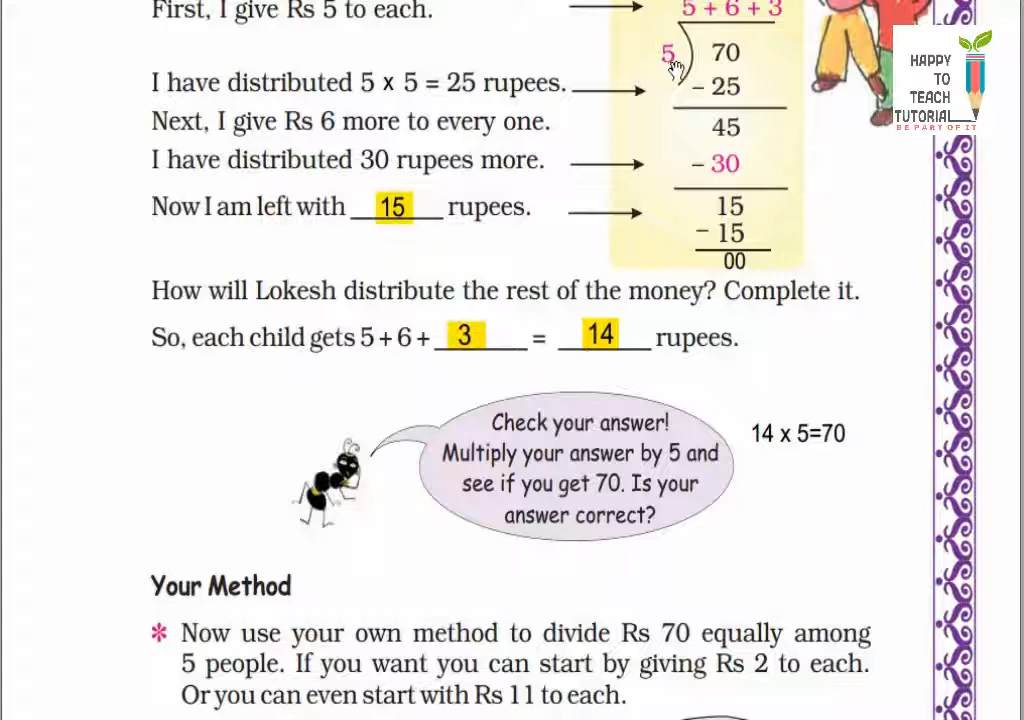 First, I give Rs 5 to each.
5 + 6 + 3
5 70
I have distributed 5 x 5 = 25 rupees.
– 25
Next, I give Rs 6 more to every one.
45
I have distributed 30 rupees more.
– 30
Now I am left with 15 rupees.
15
– 15
00
How will Lokesh distribute the rest of the money? Complete it.
So, each child gets 5 + 6 + 3 = 14 rupees.
Check your answer!
Multiply your answer by 5 and
see if you get 70. Is your
answer correct?
14 x 5=70
Your Method
* Now use your own method to divide Rs 70 equally among
5 people. If you want you can start by giving Rs 2 to each.
Or you can even start with Rs 11 to each.
HAPPY
TO
TEACH
TUTORIAL
BE PART OF IT